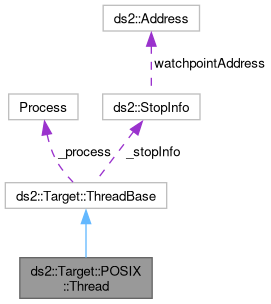 ds2::Address
watchpointAddress
Process
ds2::StopInfo
_process
_stopInfo
ds2::Target::ThreadBase
ds2::Target::POSIX
::Thread